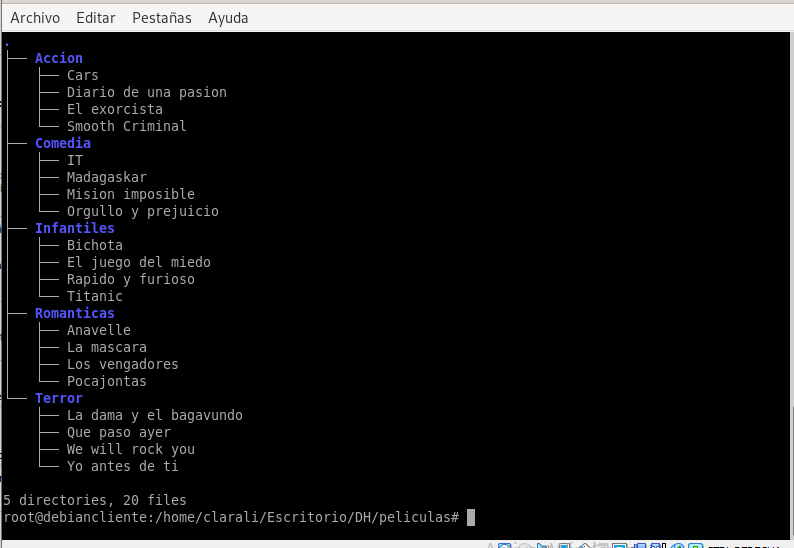 Archivo Editar Pestañas Ayuda
.
├── Accion
│   ├── Cars
│   ├── Diario de una pasion
│   ├── El exorcista
│   └── Smooth Criminal
├── Comedia
│   ├── IT
│   ├── Madagaskar
│   ├── Mision imposible
│   └── Orgullo y prejuicio
├── Infantiles
│   ├── Bichota
│   ├── El juego del miedo
│   ├── Rapido y furioso
│   └── Titanic
├── Romanticas
│   ├── Anavelle
│   ├── La mascara
│   ├── Los vengadores
│   └── Pocajontas
└── Terror
    ├── La dama y el bagavundo
    ├── Que paso ayer
    ├── We will rock you
    └── Yo antes de ti
5 directories, 20 files
root@debiancliente:/home/clarali/Escritorio/DH/peliculas#